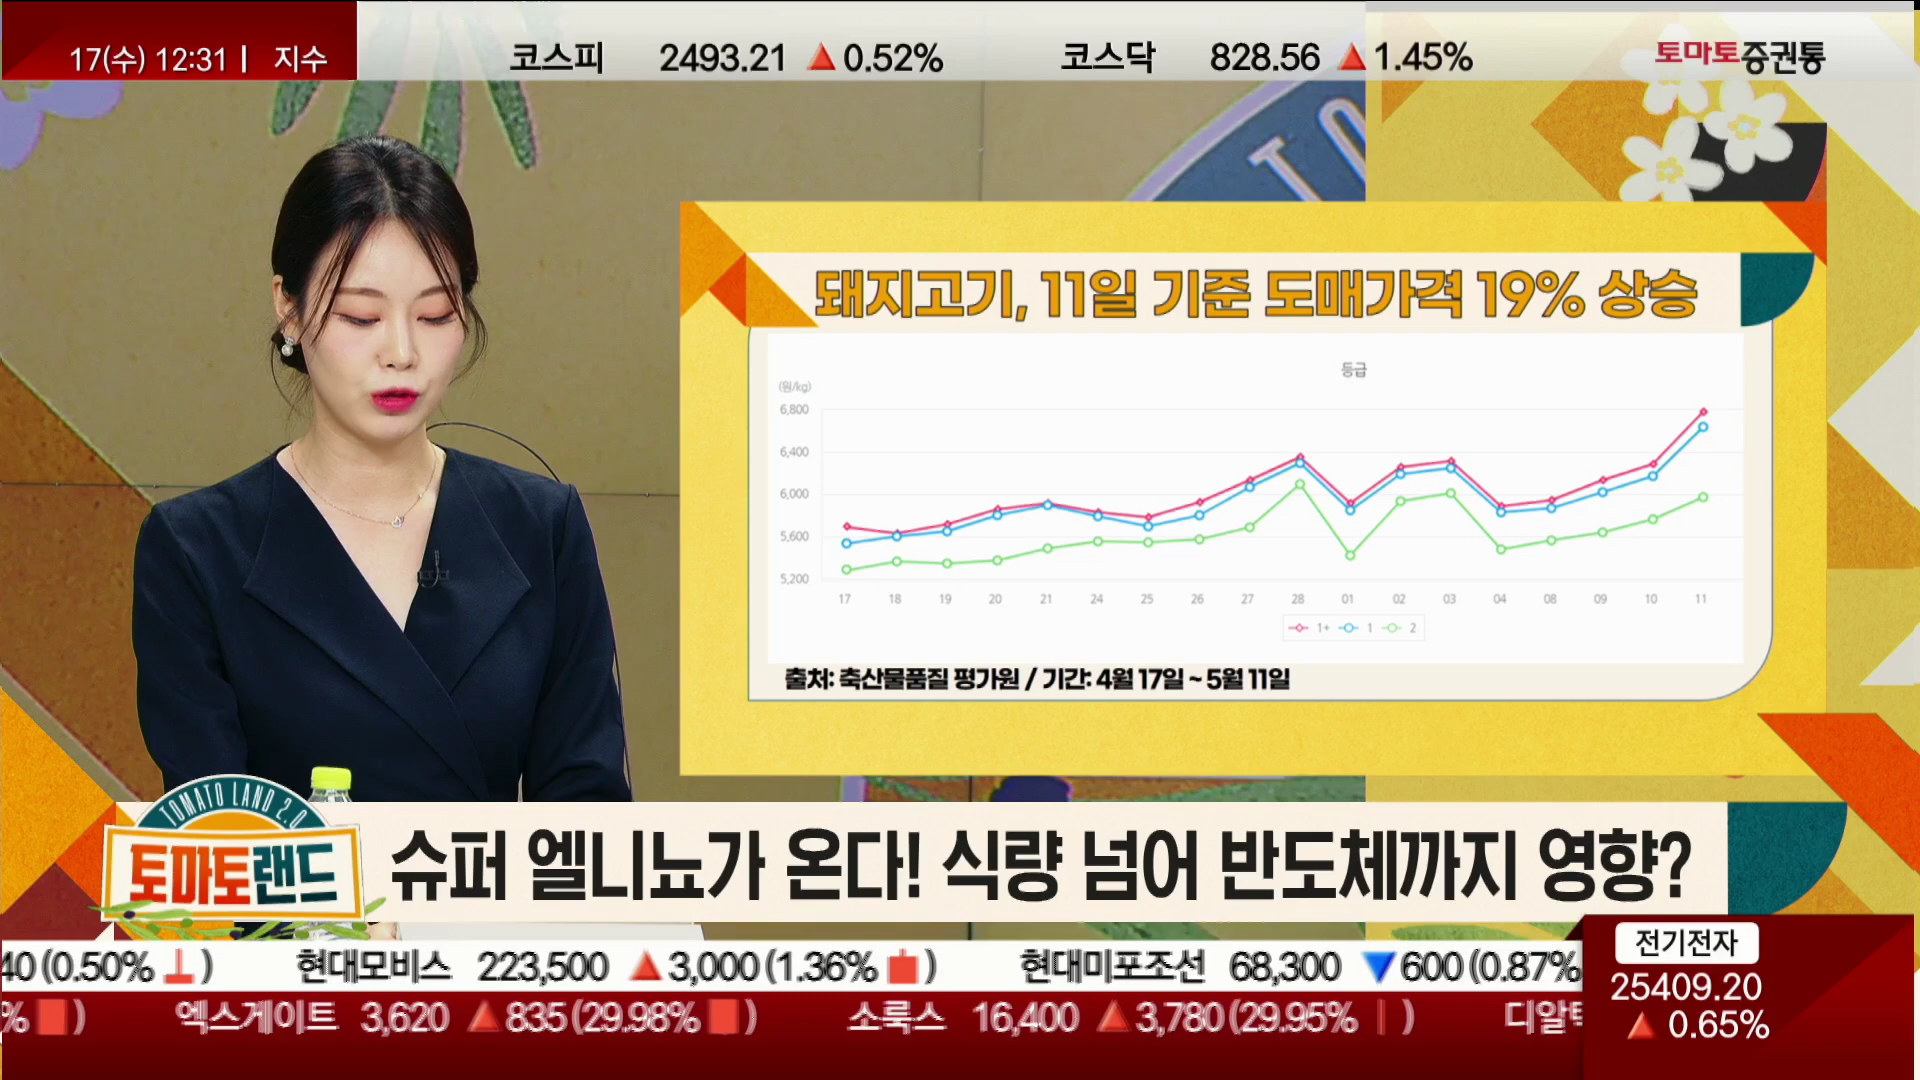 17(수) 12:31 | 지수 코스피 2493.21 ▲0.52% 코스닥 828.56 ▲1.45% 토마토증권통
TO
돼지고기, 11일 기준 도매가격 19% 상승
등급
(원/kg)
6,800
6,400
6,000
5,600
5,200
17 18 19 20 21 24 25 26 27 28 01 02 03 04 08 09 10 11
1+ 1 2
출처: 축산물품질 평가원 / 기간: 4월 17일 ~ 5월 11일
TOMATO LAND 2.0
토마토랜드
슈퍼 엘니뇨가 온다! 식량 넘어 반도체까지 영향?
40 (0.50% ) 현대모비스 223,500 ▲3,000 (1.36% ) 현대미포조선 68,300 ▼600 (0.87%
% ) 엑스게이트 3,620 ▲835 (29.98% ) 소룩스 16,400 ▲3,780 (29.95% ) 디알텍
전기전자
25409.20
▲ 0.65%